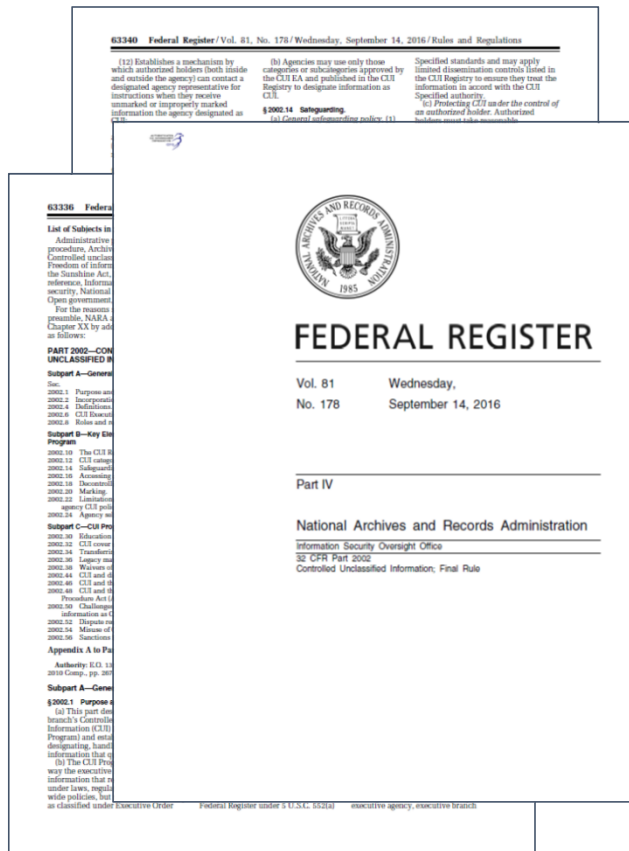 63340 Federal Register / Vol. 81, No. 178 / Wednesday, September 14, 2016 / Rules and Regulations
(12) Establishes a mechanism by
which authorized holders (both inside
and outside the agency) can contact a
designated agency representative for
instructions when they receive
unmarked or improperly marked
information the agency designated as
CUI;
(b) Agencies may use only those
categories or subcategories approved by
the CUI EA and published in the CUI
Registry to designate information as
CUI.
§ 2002.14 Safeguarding.
(a) General safeguarding policy. (1)
Specified standards and may apply
limited dissemination controls listed in
the CUI Registry to ensure they treat the
information in accord with the CUI
Specified authority.
(c) Protecting CUI under the control of
an authorized holder. Authorized
holders must take reasonable
NATIONAL ARCHIVES AND RECORDS ADMINISTRATION
1985
FEDERAL REGISTER
Vol. 81 Wednesday,
No. 178 September 14, 2016
Part IV
National Archives and Records Administration
Information Security Oversight Office
32 CFR Part 2002
Controlled Unclassified Information; Final Rule
63336 Federa
List of Subjects in
Administrative
procedure, Archiv
Controlled unclas
Freedom of inform
the Sunshine Act,
reference, Informa
security, National
Open government,
For the reasons
preamble, NARA a
Chapter XX by add
as follows:
PART 2002—CON
UNCLASSIFIED IN
Subpart A—General
Sec.
2002.1 Purpose and
2002.2 Incorporatio
2002.4 Definitions.
2002.6 CUI Executi
2002.8 Roles and r
Subpart B—Key Ele
Program
2002.10 The CUI R
2002.12 CUI catego
2002.14 Safeguardi
2002.16 Accessing
2002.18 Decontroll
2002.20 Marking.
2002.22 Limitation
agency CUI polic
2002.24 Agency sel
Subpart C—CUI Pro
2002.30 Education
2002.32 CUI cover
2002.34 Transferri
2002.36 Legacy ma
2002.38 Waivers of
2002.44 CUI and d
2002.46 CUI and th
2002.48 CUI and th
Procedure Act (
2002.50 Challenges
information as C
2002.52 Dispute re
2002.54 Misuse of
2002.56 Sanctions
Appendix A to Pa
Authority: E.O. 13
2010 Comp., pp. 267
Subpart A—Gene
§ 2002.1 Purpose a
(a) This part des
branch's Controlle
Information (CUI)
Program) and estab
designating, handl
information that q
(b) The CUI Prog
way the executive
information that re
under laws, regula
wide policies, but
as classified under Executive Order
Federal Register under 5 U.S.C. 552(a)
executive agency, executive branch